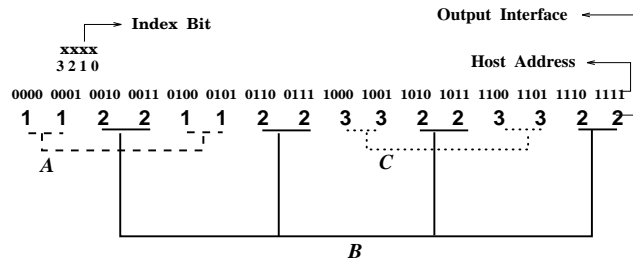 Output Interface
Index Bit
xxxx
3 2 1 0
Host Address
0000 0001 0010 0011 0100 0101 0110 0111 1000 1001 1010 1011 1100 1101 1110 1111
1 1 2 2 1 1 2 2 3 3 2 2 3 3 2 2
A
C
B